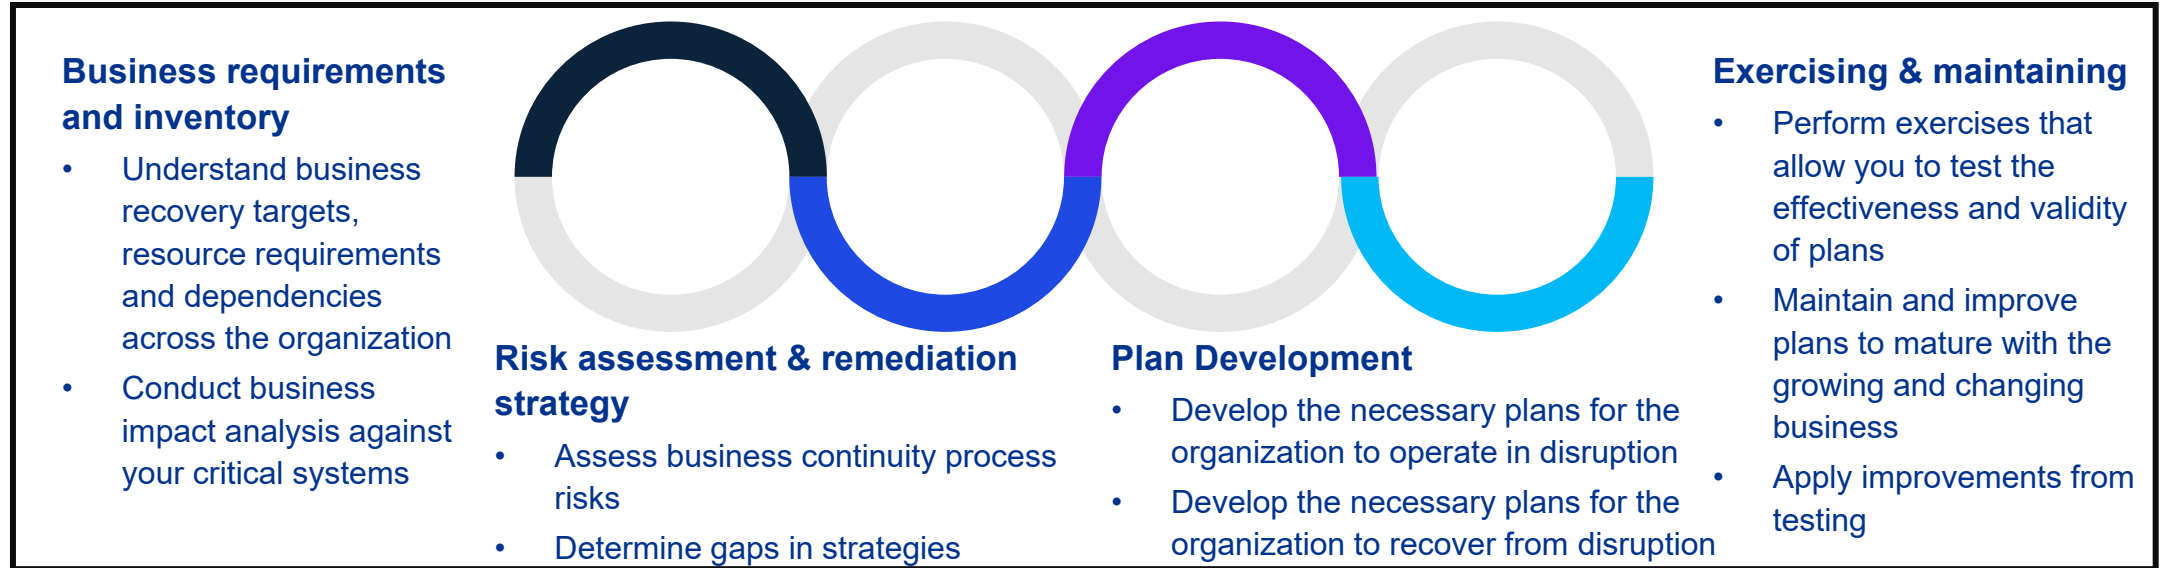 Business requirements
and inventory
• Understand business
recovery targets,
resource requirements
and dependencies
across the organization
• Conduct business
impact analysis against
your critical systems
Risk assessment & remediation
strategy
• Assess business continuity process
risks
• Determine gaps in strategies
Plan Development
• Develop the necessary plans for the
organization to operate in disruption
• Develop the necessary plans for the
organization to recover from disruption
Exercising & maintaining
• Perform exercises that
allow you to test the
effectiveness and validity
of plans
• Maintain and improve
plans to mature with the
growing and changing
business
• Apply improvements from
testing